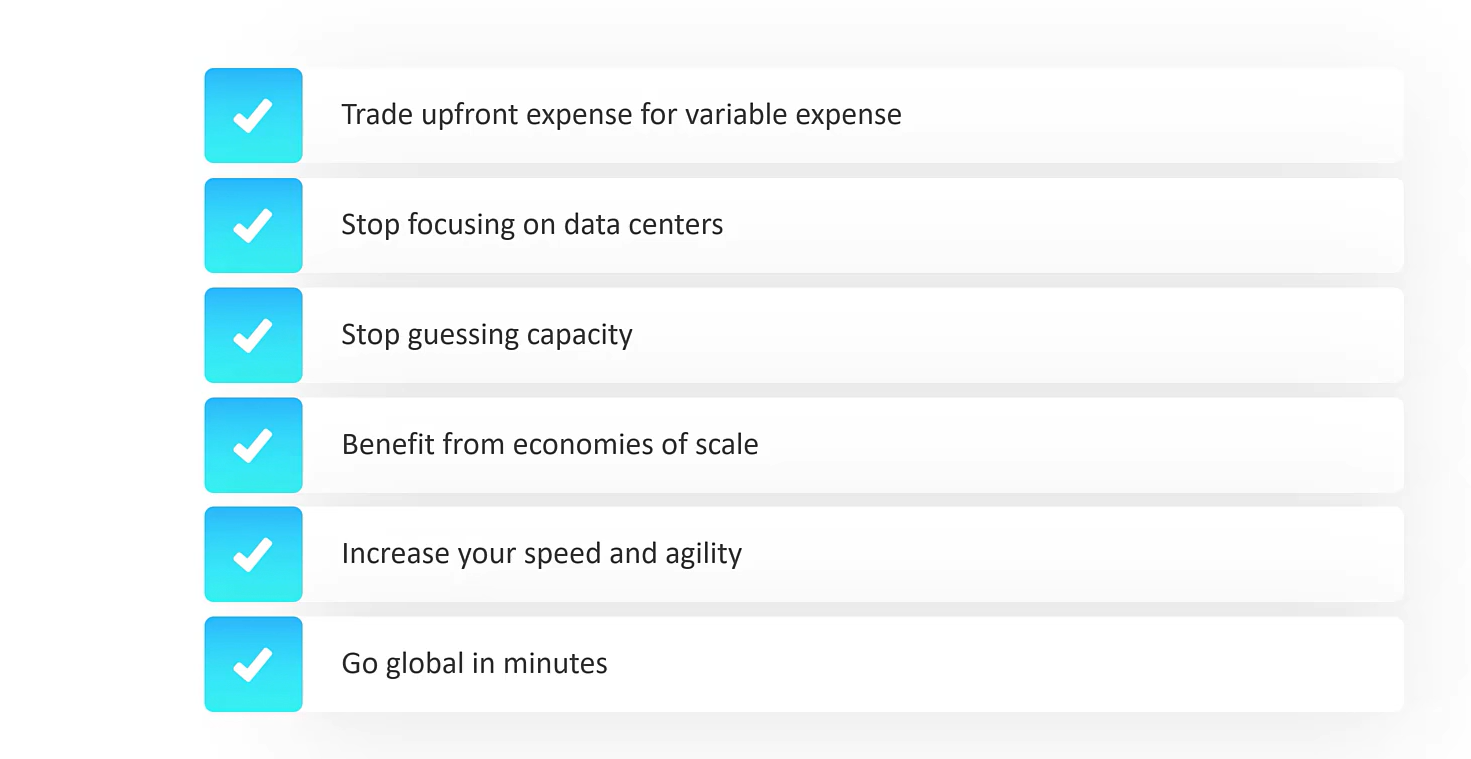 Trade upfront expense for variable expense
Stop focusing on data centers
Stop guessing capacity
Benefit from economies of scale
Increase your speed and agility
Go global in minutes